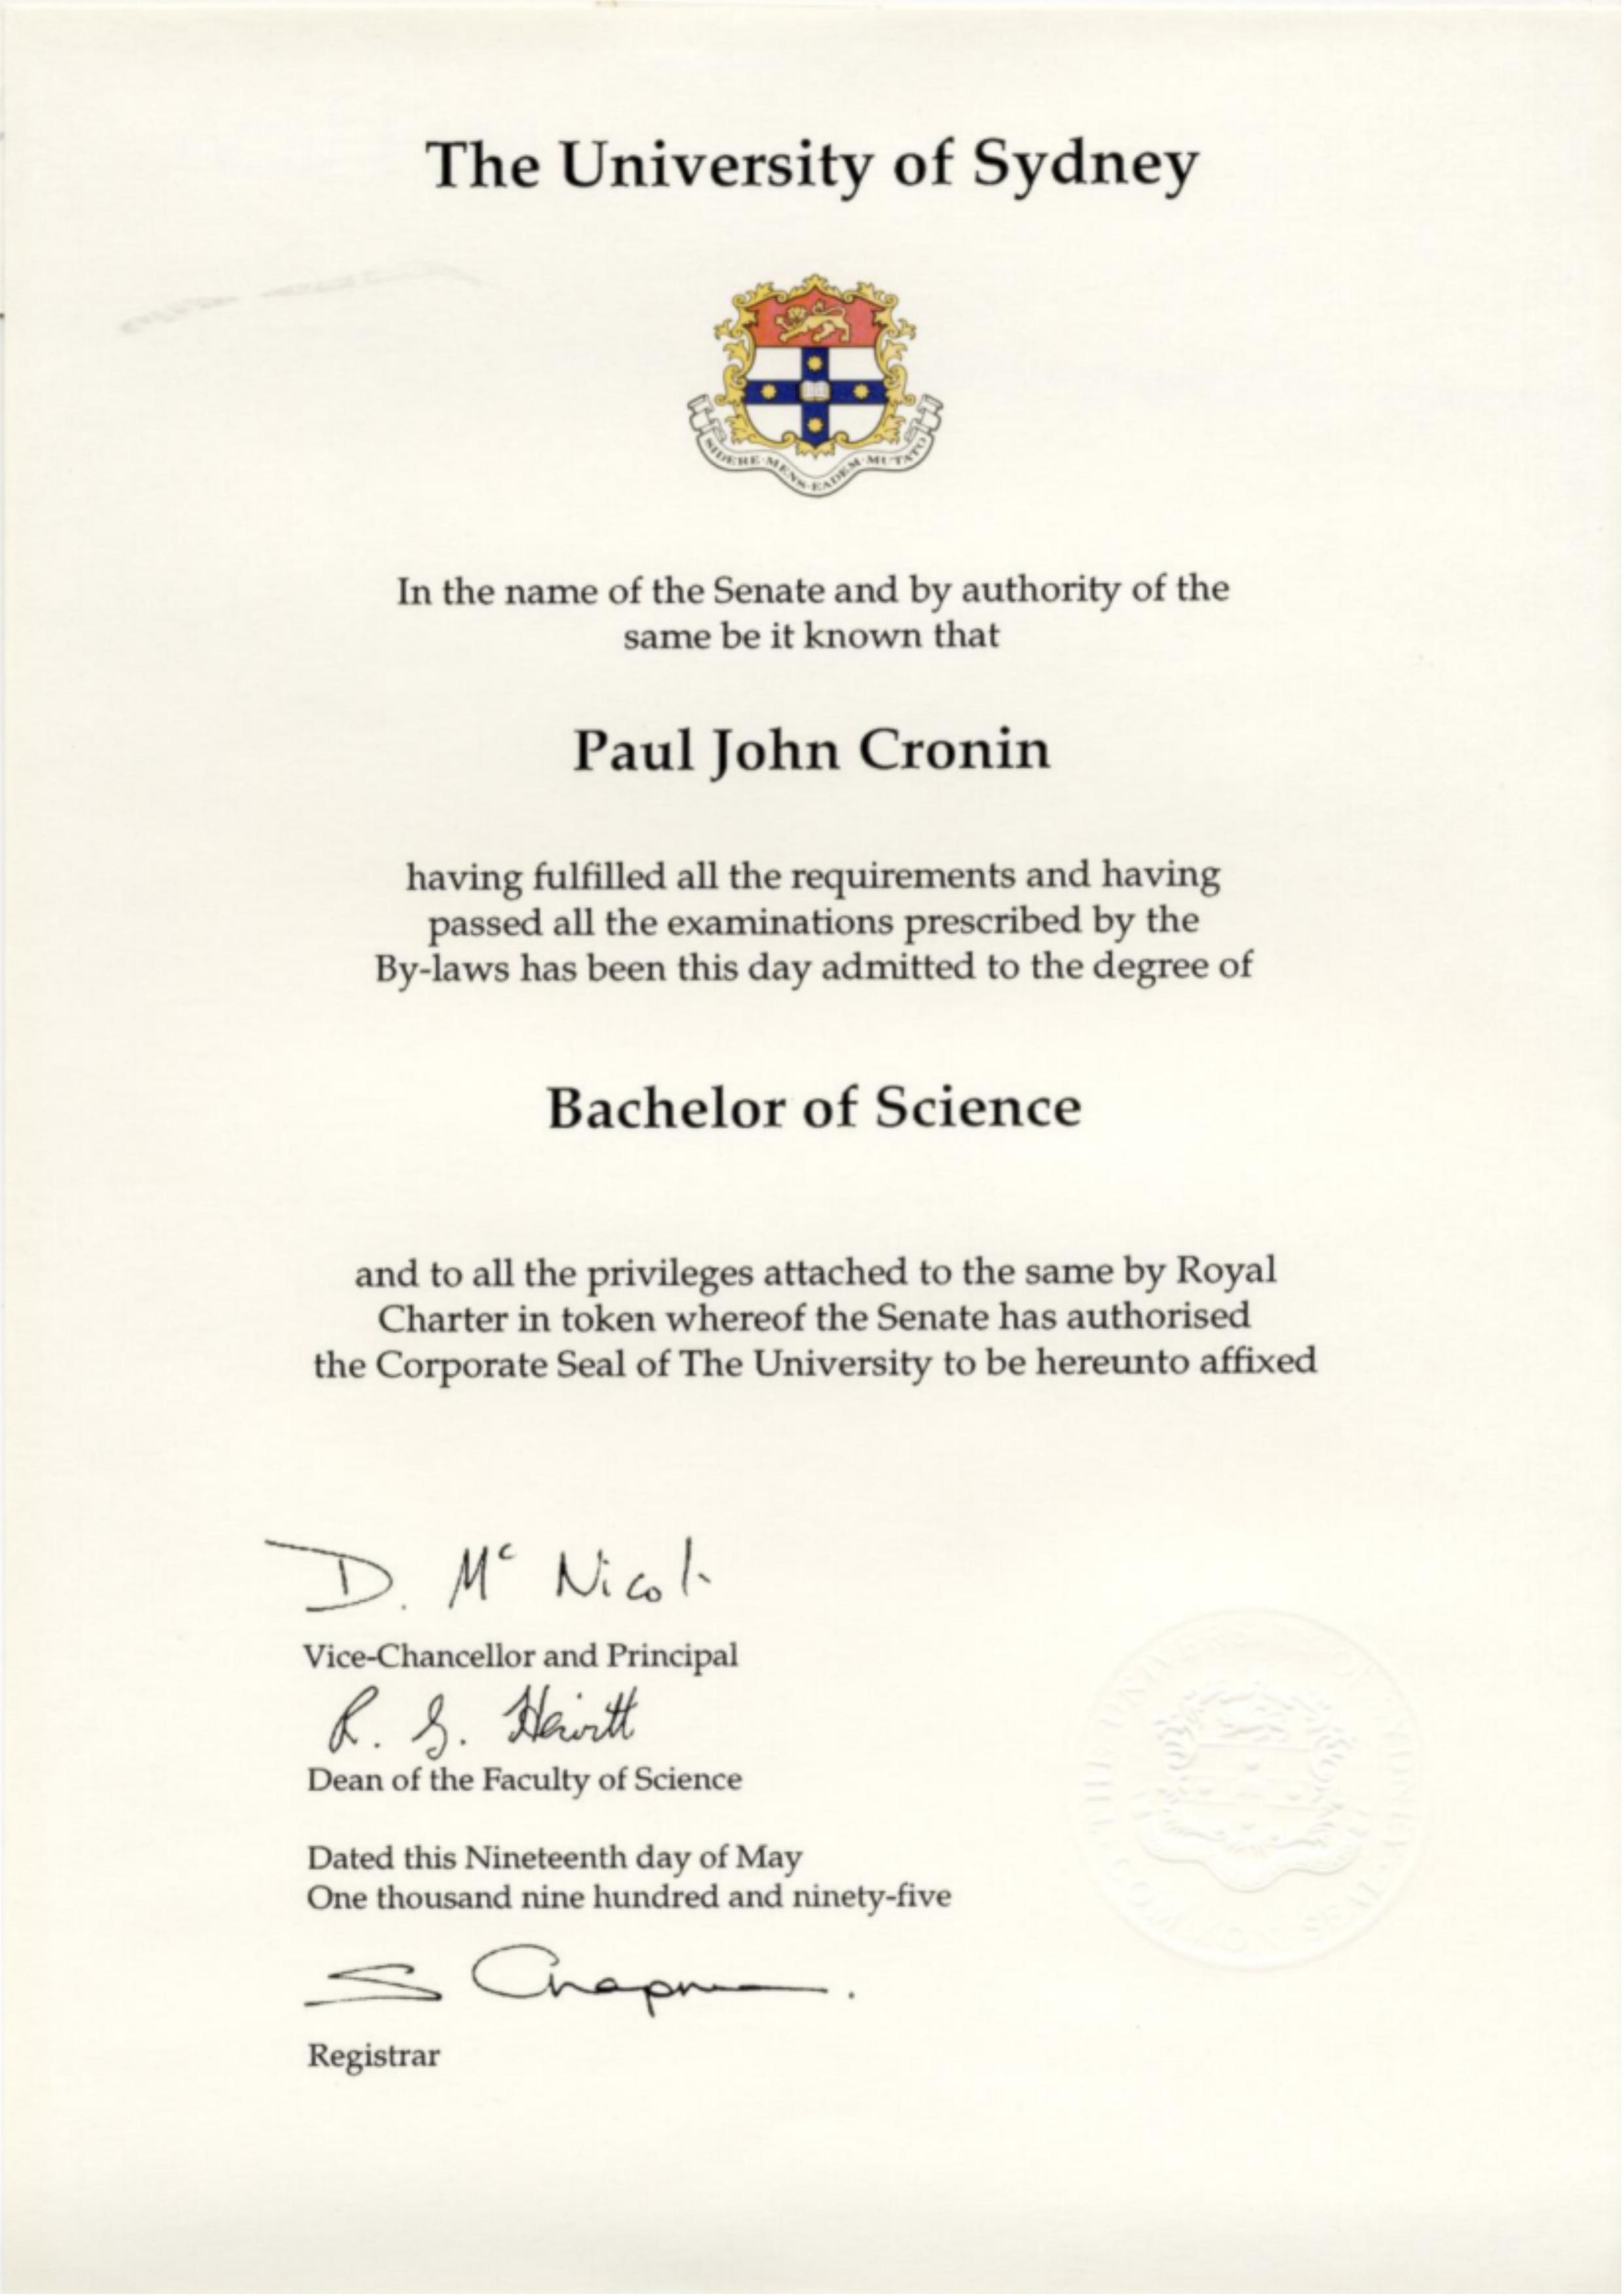 The University of Sydney
SIDERE·MENS·EADEM·MUTATO
In the name of the Senate and by authority of the
same be it known that
Paul John Cronin
having fulfilled all the requirements and having
passed all the examinations prescribed by the
By-laws has been this day admitted to the degree of
Bachelor of Science
and to all the privileges attached to the same by Royal
Charter in token whereof the Senate has authorised
the Corporate Seal of The University to be hereunto affixed
D. Mc Nicol.
Vice-Chancellor and Principal
R. G. Hewitt
Dean of the Faculty of Science
Dated this Nineteenth day of May
One thousand nine hundred and ninety-five
S Chapman.
Registrar
THE UNIVERSITY OF SYDNEY COMMON SEAL